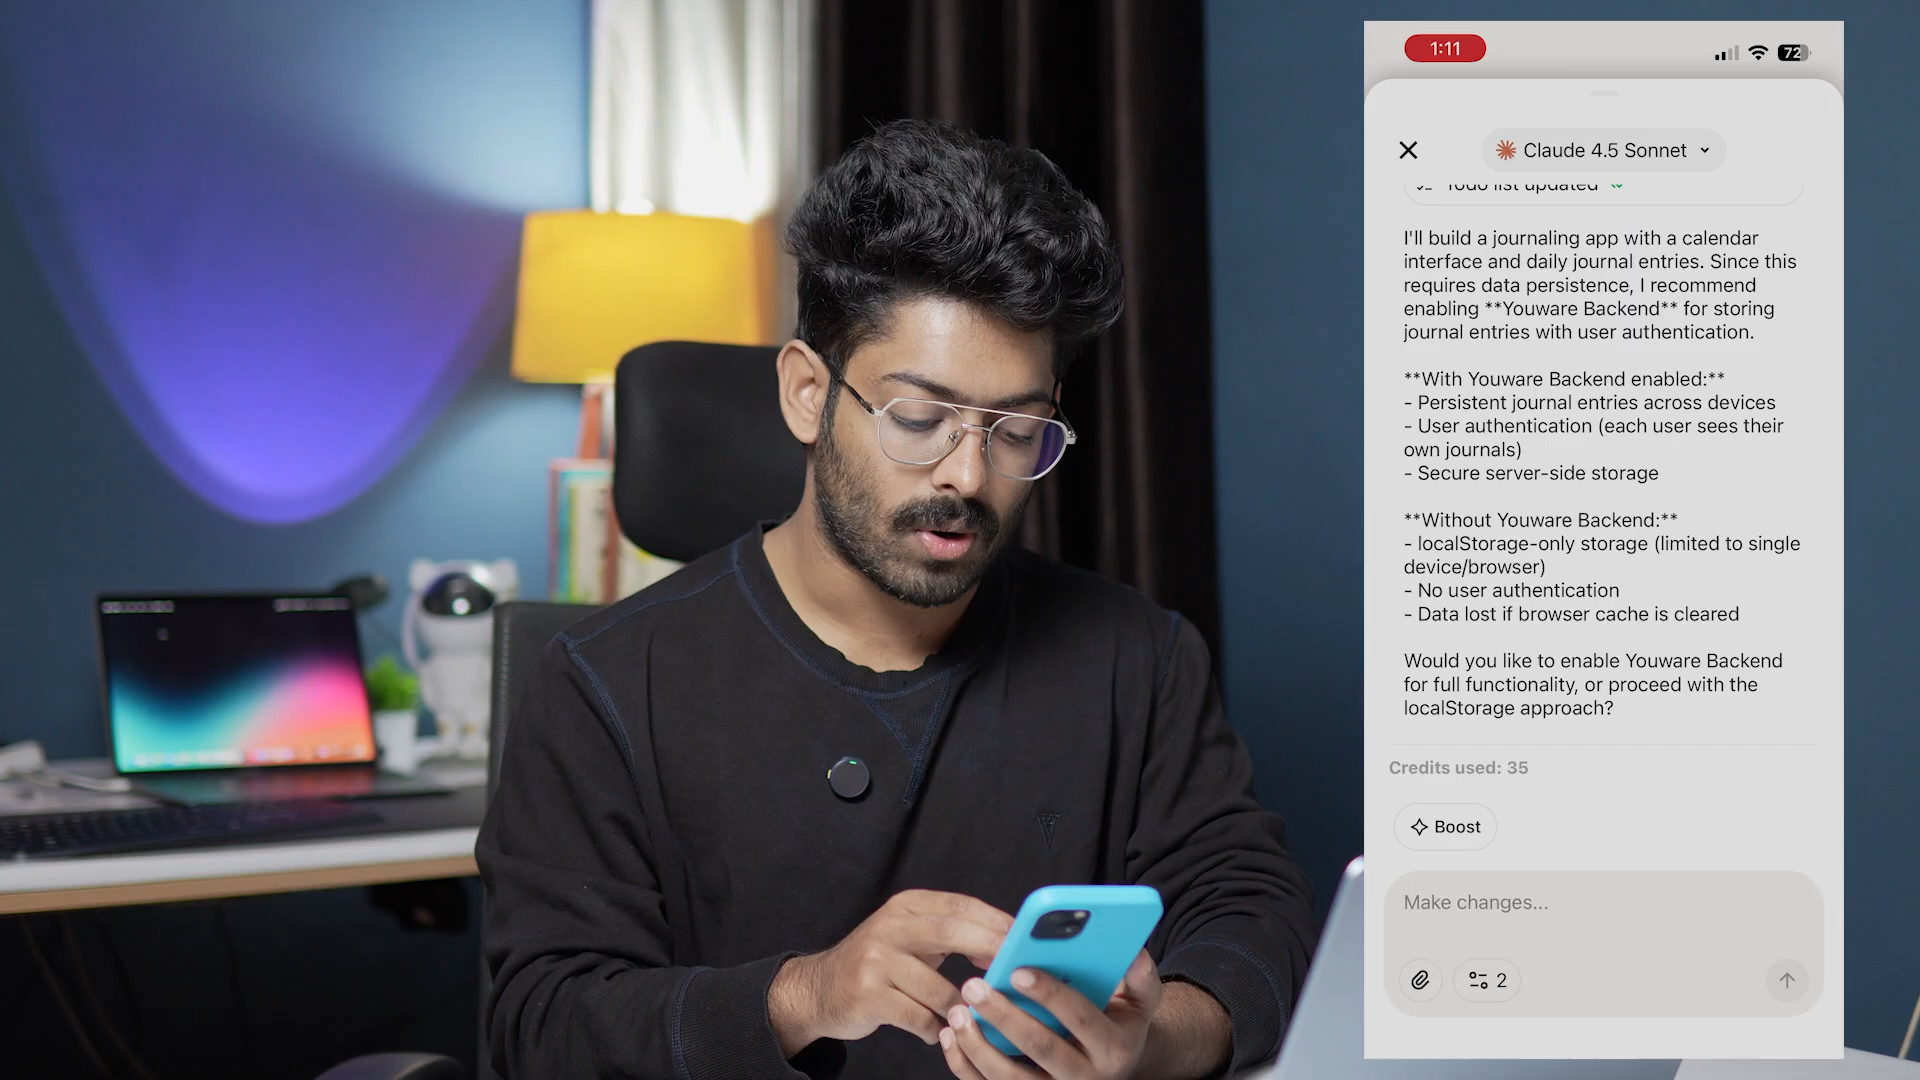 1:11
72
Claude 4.5 Sonnet
Todo list updated
I'll build a journaling app with a calendar
interface and daily journal entries. Since this
requires data persistence, I recommend
enabling **Youware Backend** for storing
journal entries with user authentication.
**With Youware Backend enabled:**
- Persistent journal entries across devices
- User authentication (each user sees their
own journals)
- Secure server-side storage
**Without Youware Backend:**
- localStorage-only storage (limited to single
device/browser)
- No user authentication
- Data lost if browser cache is cleared
Would you like to enable Youware Backend
for full functionality, or proceed with the
localStorage approach?
Credits used: 35
Boost
Make changes...
2